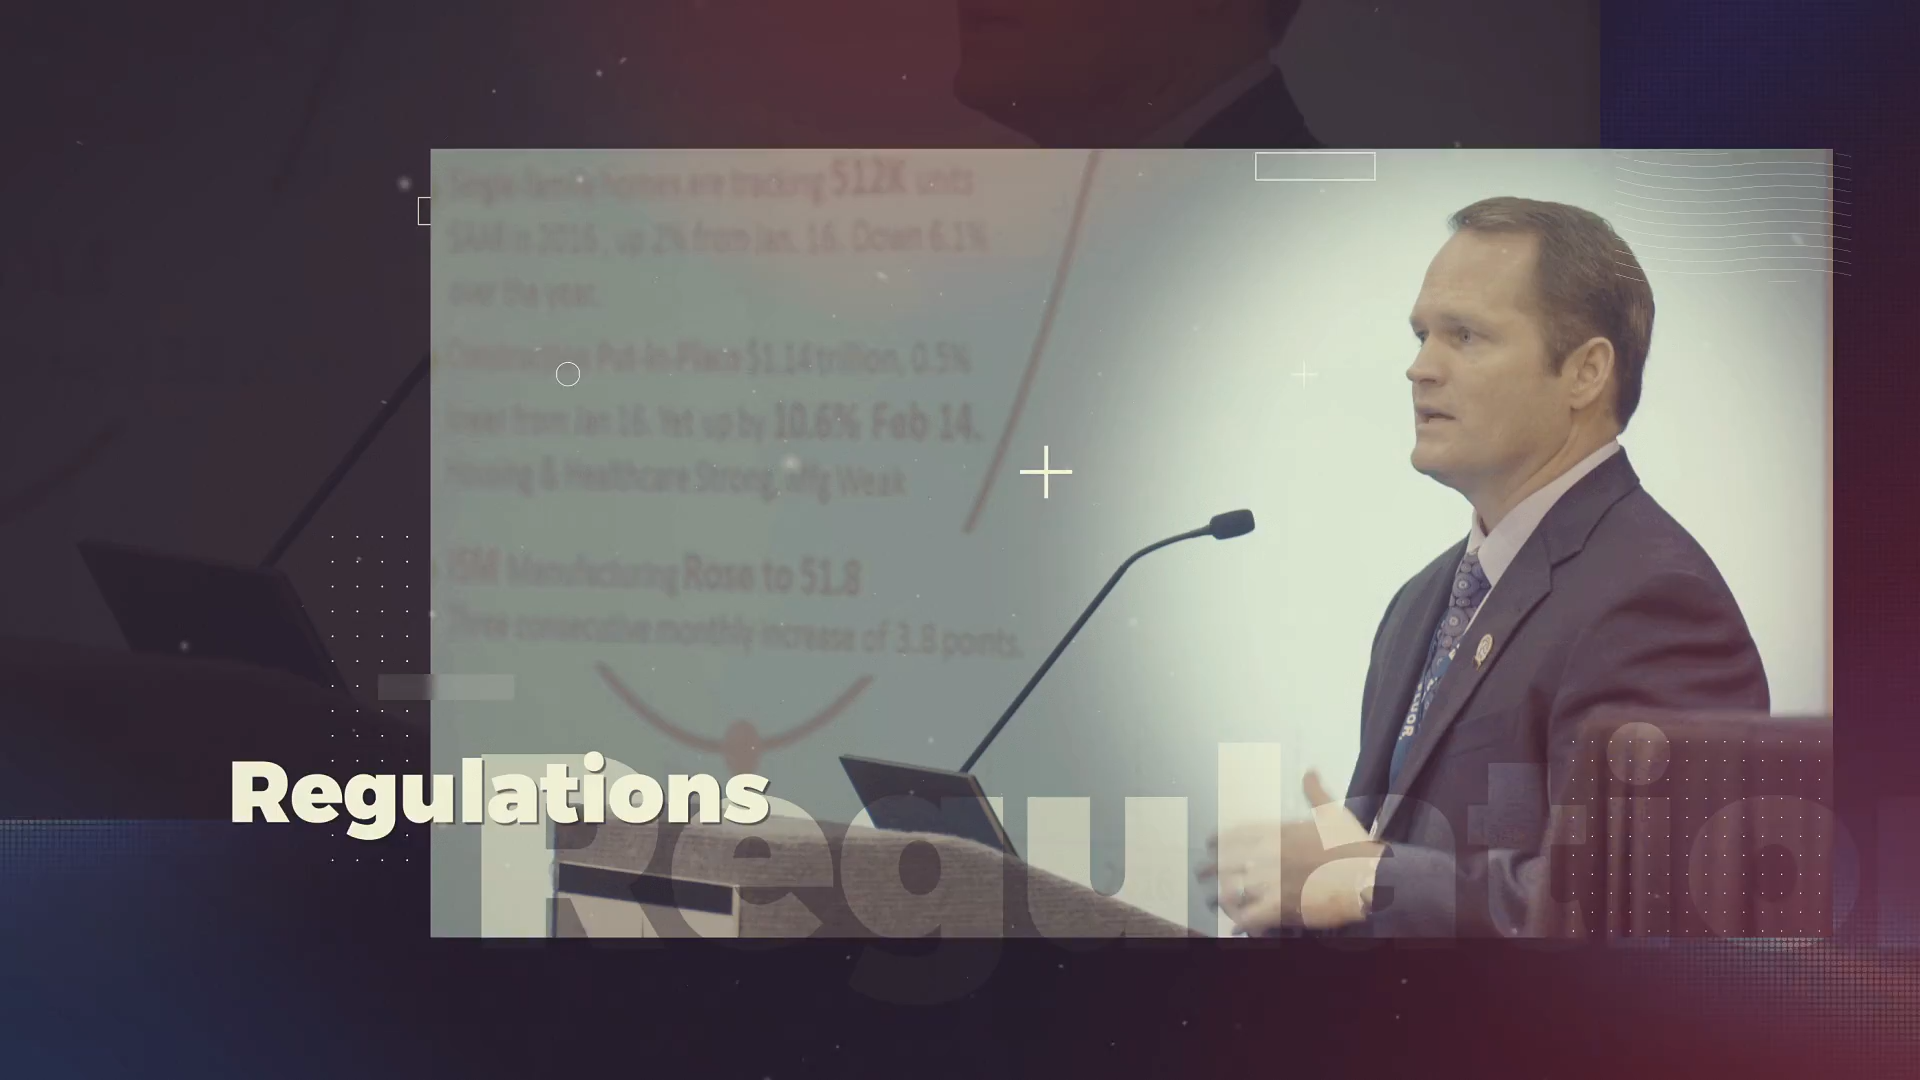 Single family homes are tracking 512K units
SAAR in 2016, up 2% from Jan. 16. Down 6.1%
over the year.
Construction Put-in-Place $1.14 trillion, 0.5%
lower from Jan 16. Yet up by 10.6% Feb 14.
Housing & Healthcare Strong, Mfg Weak
ISM Manufacturing Rose to 51.8
Three consecutive monthly increase of 3.8 points.
Regulations
Regulatio